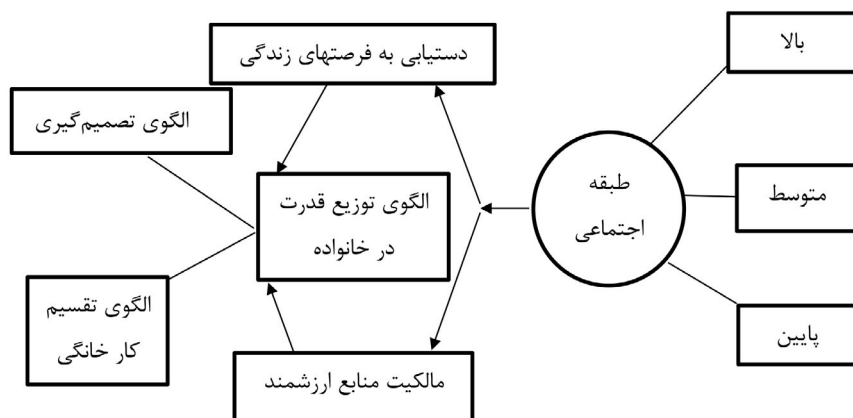 بالا
دستیابی به فرصتهای زندگی
الگوی تصمیم‌گیری
طبقه
اجتماعی
متوسط
الگوی توزیع قدرت
در خانواده
الگوی تقسیم
کار خانگی
پایین
مالکیت منابع ارزشمند